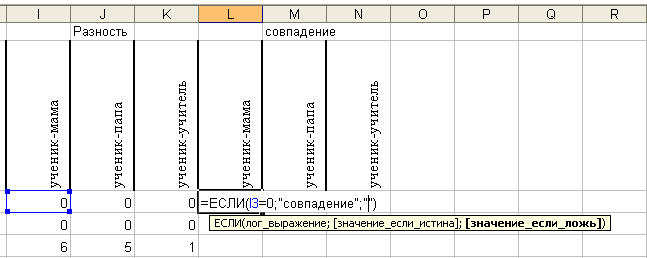 I J K L M N O P Q R
Разность совпадение
ученик-мама ученик-папа ученик-учитель ученик-мама ученик-папа ученик-учитель
0 0 0 =ЕСЛИ(I3=0;"совпадение";"")
0 0 0 ЕСЛИ(лог_выражение; [значение_если_истина]; [значение_если_ложь])
6 5 1